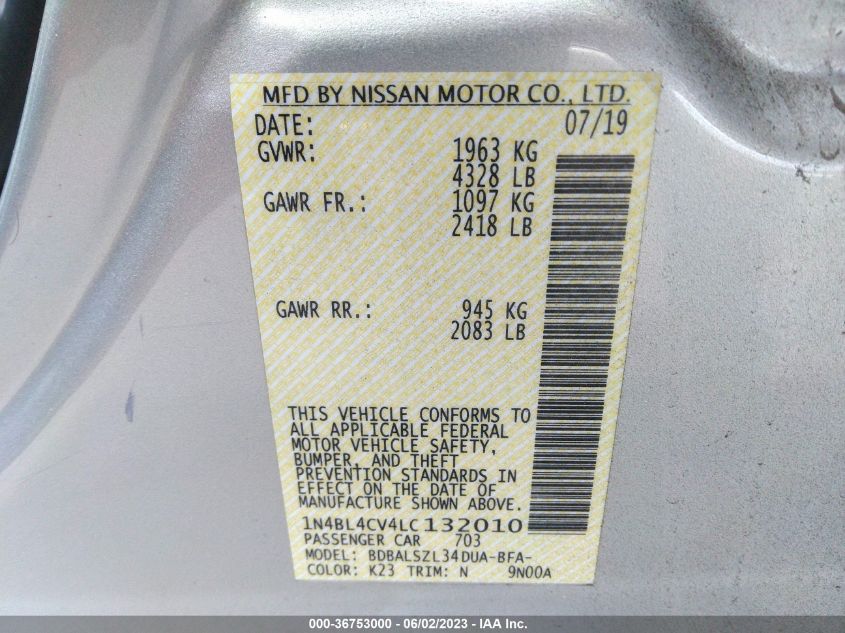 MFD BY NISSAN MOTOR CO., LTD.
DATE: 07/19
GVWR: 1963 KG
4328 LB
GAWR FR.: 1097 KG
2418 LB
GAWR RR.: 945 KG
2083 LB
THIS VEHICLE CONFORMS TO
ALL APPLICABLE FEDERAL
MOTOR VEHICLE SAFETY,
BUMPER, AND THEFT
PREVENTION STANDARDS IN
EFFECT ON THE DATE OF
MANUFACTURE SHOWN ABOVE.
1N4BL4CV4LC132010
PASSENGER CAR 703
MODEL: BDBALSZL34DUA-BFA-
COLOR: K23 TRIM: N 9N00A
000-36753000 - 06/02/2023 - IAA Inc.